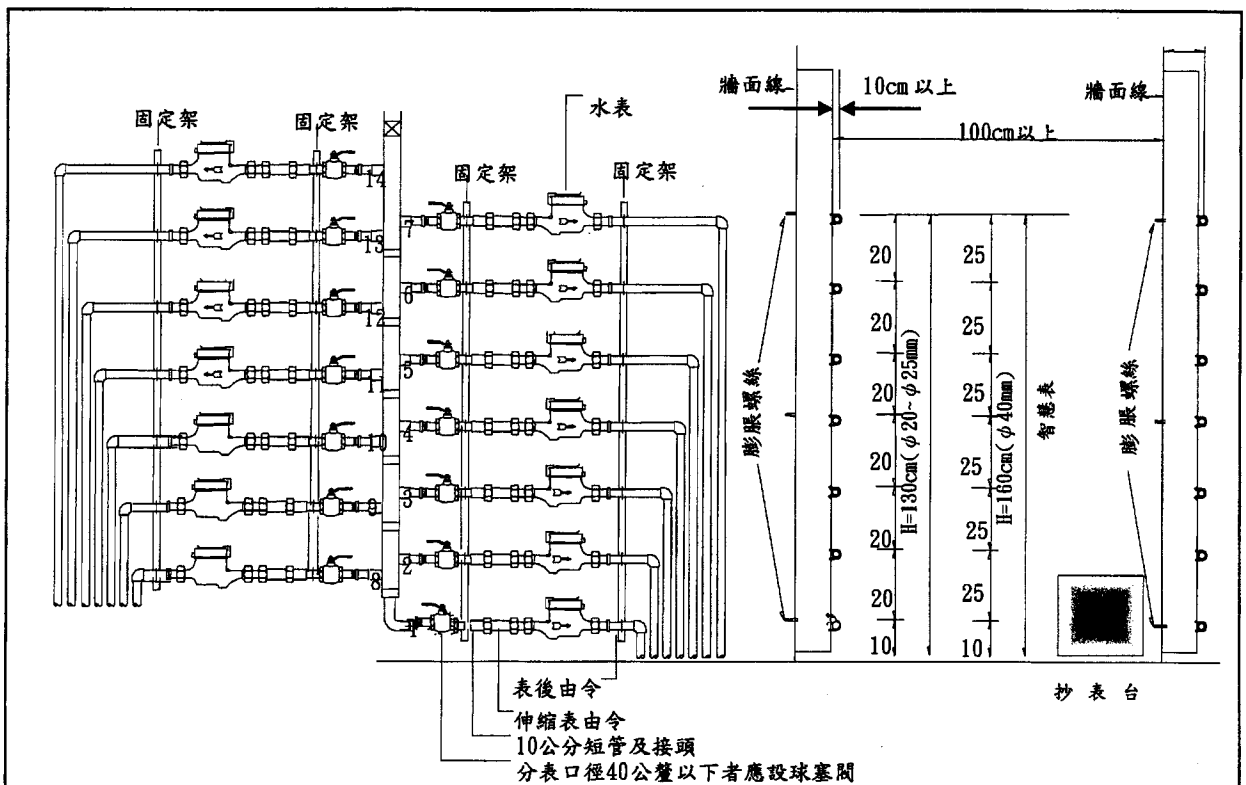 牆面線
10cm以上
牆面線
水表
固定架
固定架
100cm以上
固定架
固定架
14
13
12
11
10
9
8
7
6
5
4
3
2
1
20
20
20
20
20
20
10
H=130cm(φ20~φ25mm)
25
25
25
25
25
25
10
H=160cm(φ40mm)
膨脹螺絲
智慧表
膨脹螺絲
抄表台
表後由令
伸縮表由令
10公分短管及接頭
分表口徑40公釐以下者應設球塞閥